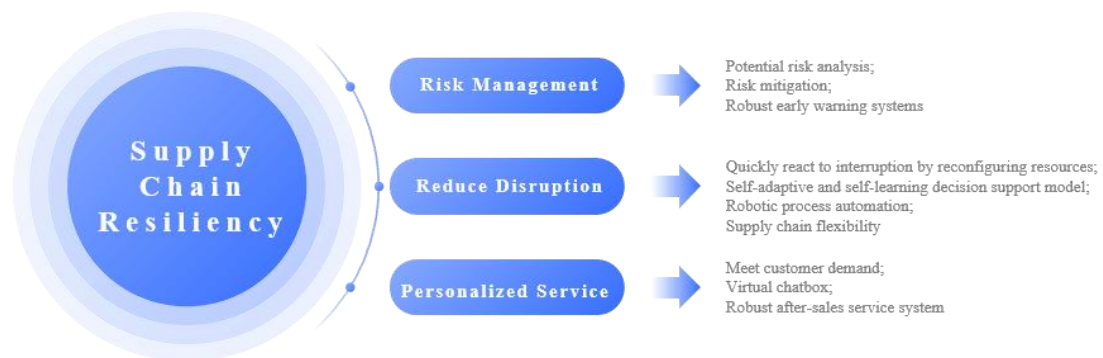 Supply
Chain
Resiliency
Risk Management
Potential risk analysis;
Risk mitigation;
Robust early warning systems
Reduce Disruption
Quickly react to interruption by reconfiguring resources;
Self-adaptive and self-learning decision support model;
Robotic process automation;
Supply chain flexibility
Personalized Service
Meet customer demand;
Virtual chatbox;
Robust after-sales service system